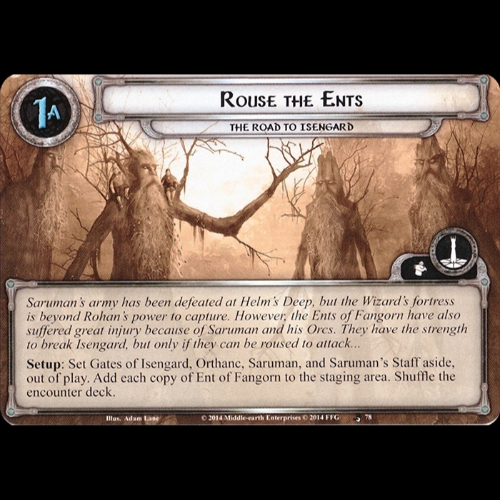 1A
ROUSE THE ENTS
THE ROAD TO ISENGARD
Saruman's army has been defeated at Helm's Deep, but the Wizard's fortress
is beyond Rohan's power to capture. However, the Ents of Fangorn have also
suffered great injury because of Saruman and his Orcs. They have the strength
to break Isengard, but only if they can be roused to attack...
Setup: Set Gates of Isengard, Orthanc, Saruman, and Saruman's Staff aside,
out of play. Add each copy of Ent of Fangorn to the staging area. Shuffle the
encounter deck.
Illus. Adam Lane © 2014 Middle-earth Enterprises © 2014 FFG 78